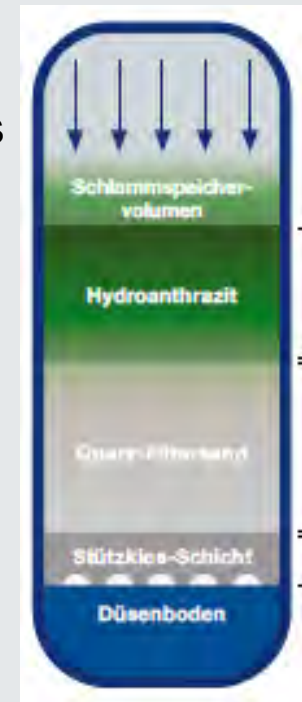 s
Schlammspeicher-
volumen
Hydroanthrazit
Quarz-Filtersand
Stützkies-Schicht
Düsenboden